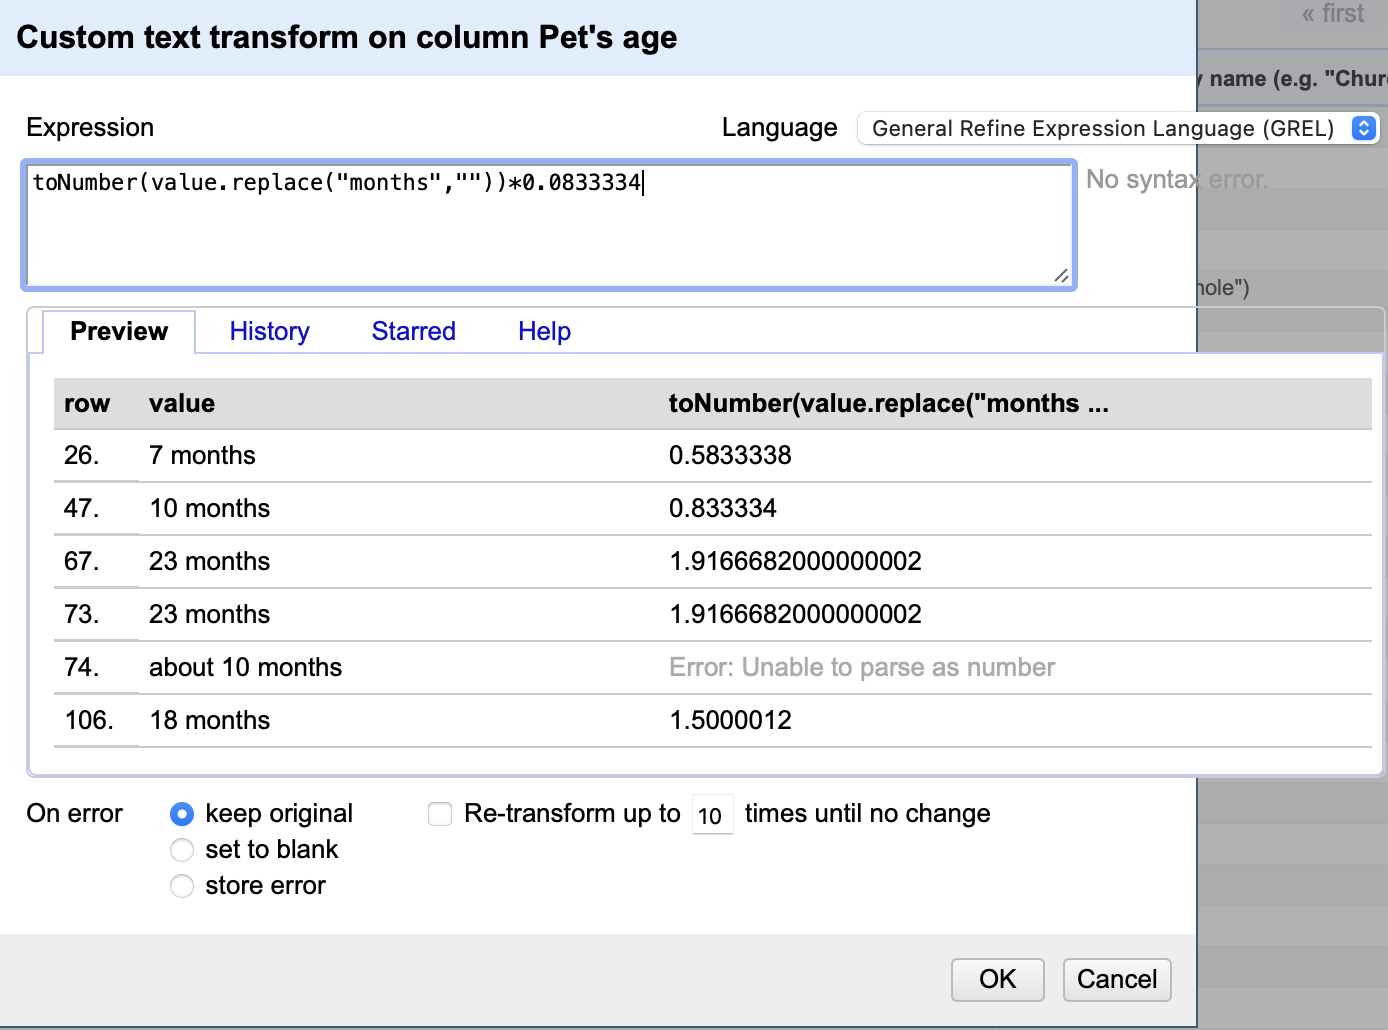 « first
Custom text transform on column Pet's age
name (e.g. "Chur
Expression
Language General Refine Expression Language (GREL)
toNumber(value.replace("months",""))*0.0833334
No syntax error.
hole")
Preview History Starred Help
row value toNumber(value.replace("months ...
26. 7 months 0.5833338
47. 10 months 0.833334
67. 23 months 1.9166682000000002
73. 23 months 1.9166682000000002
74. about 10 months Error: Unable to parse as number
106. 18 months 1.5000012
On error keep original Re-transform up to 10 times until no change
set to blank
store error
OK Cancel